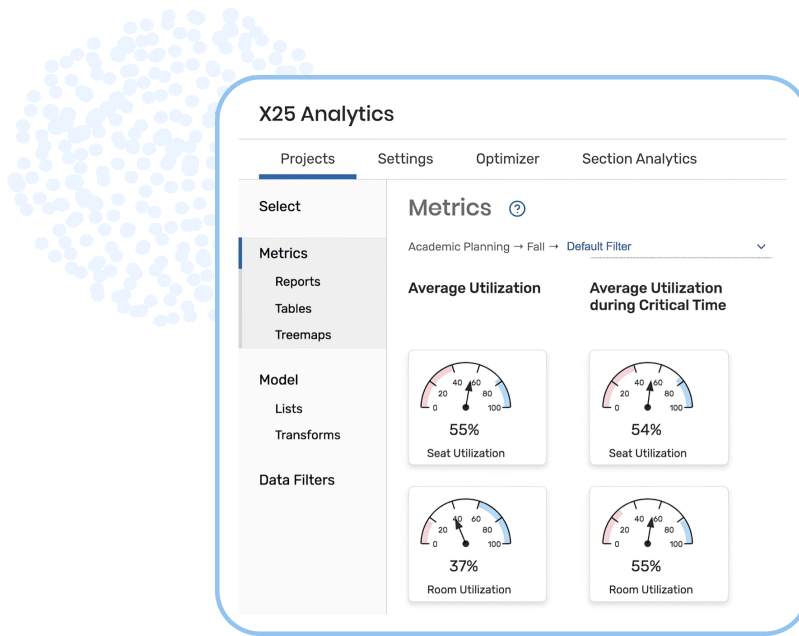 X25 Analytics
Projects Settings Optimizer Section Analytics
Select
Metrics
Reports
Tables
Treemaps
Model
Lists
Transforms
Data Filters
Metrics ?
Academic Planning → Fall → Default Filter
Average Utilization
Average Utilization
during Critical Time
0 20 40 60 80 100
55%
Seat Utilization
0 20 40 60 80 100
54%
Seat Utilization
0 20 40 60 80 100
37%
Room Utilization
0 20 40 60 80 100
55%
Room Utilization